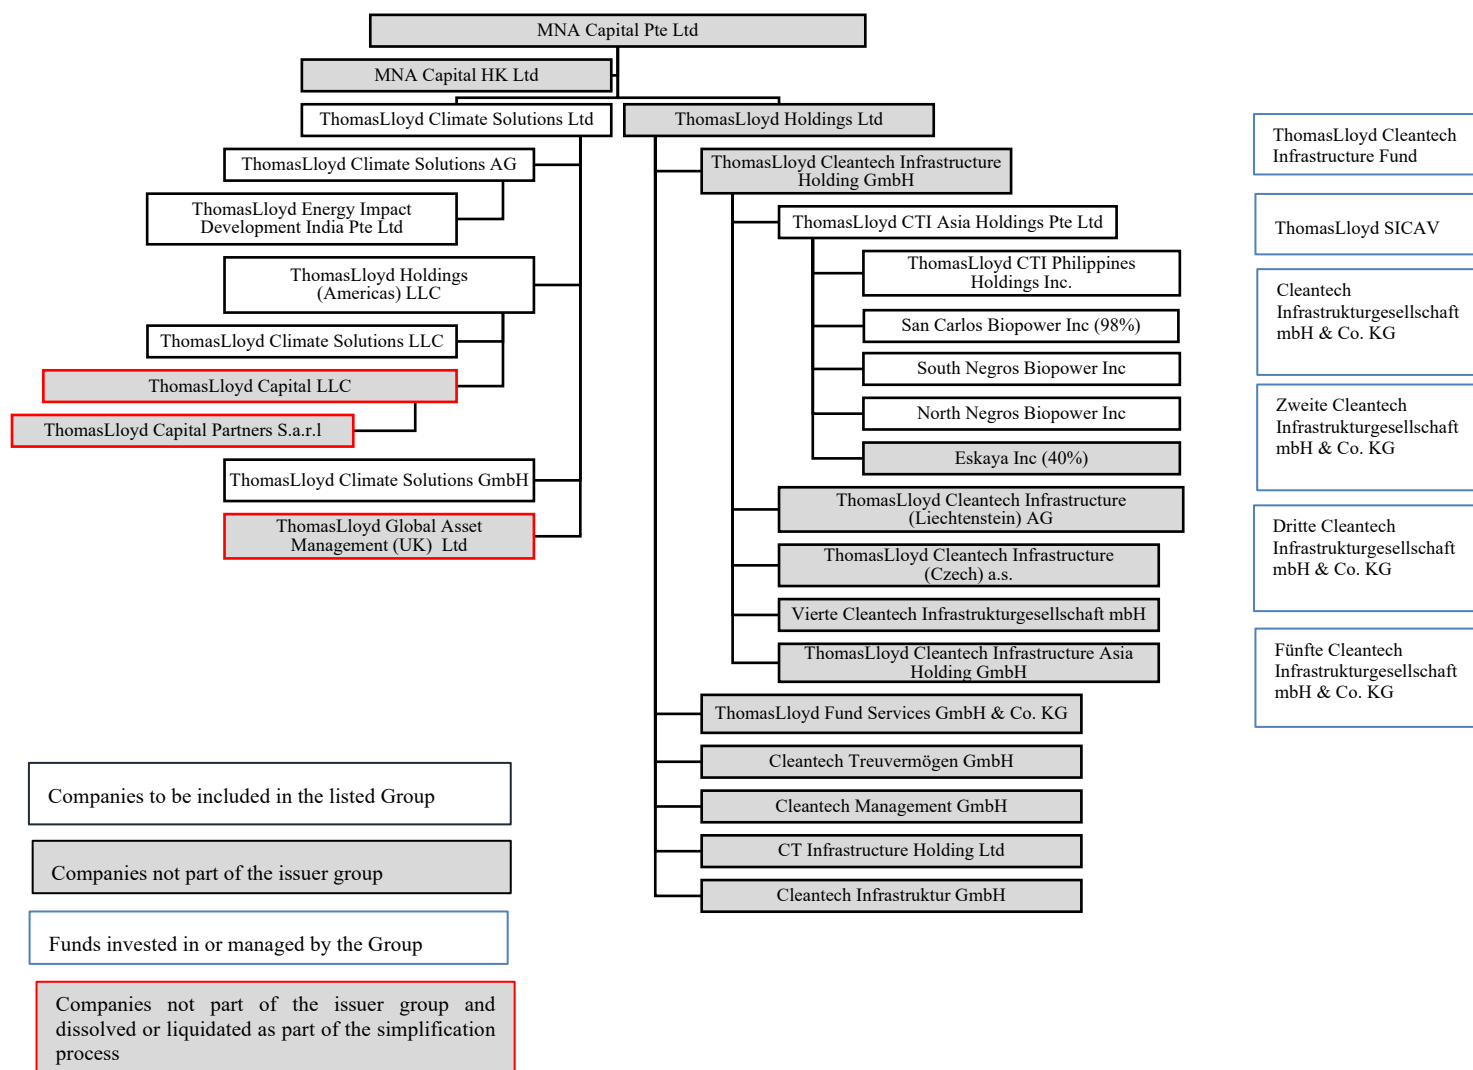 MNA Capital Pte Ltd
MNA Capital HK Ltd
ThomasLloyd Climate Solutions Ltd
ThomasLloyd Climate Solutions AG
ThomasLloyd Energy Impact
Development India Pte Ltd
ThomasLloyd Holdings
(Americas) LLC
ThomasLloyd Climate Solutions LLC
ThomasLloyd Capital LLC
ThomasLloyd Capital Partners S.a.r.l
ThomasLloyd Climate Solutions GmbH
ThomasLloyd Global Asset
Management (UK) Ltd
ThomasLloyd Holdings Ltd
ThomasLloyd Cleantech Infrastructure
Holding GmbH
ThomasLloyd CTI Asia Holdings Pte Ltd
ThomasLloyd CTI Philippines
Holdings Inc.
San Carlos Biopower Inc (98%)
South Negros Biopower Inc
North Negros Biopower Inc
Eskaya Inc (40%)
ThomasLloyd Cleantech Infrastructure
(Liechtenstein) AG
ThomasLloyd Cleantech Infrastructure
(Czech) a.s.
Vierte Cleantech Infrastrukturgesellschaft mbH
ThomasLloyd Cleantech Infrastructure Asia
Holding GmbH
ThomasLloyd Fund Services GmbH & Co. KG
Cleantech Treuvermögen GmbH
Cleantech Management GmbH
CT Infrastructure Holding Ltd
Cleantech Infrastruktur GmbH
ThomasLloyd Cleantech
Infrastructure Fund
ThomasLloyd SICAV
Cleantech
Infrastrukturgesellschaft
mbH & Co. KG
Zweite Cleantech
Infrastrukturgesellschaft
mbH & Co. KG
Dritte Cleantech
Infrastrukturgesellschaft
mbH & Co. KG
Fünfte Cleantech
Infrastrukturgesellschaft
mbH & Co. KG
Companies to be included in the listed Group
Companies not part of the issuer group
Funds invested in or managed by the Group
Companies not part of the issuer group and
dissolved or liquidated as part of the simplification
process